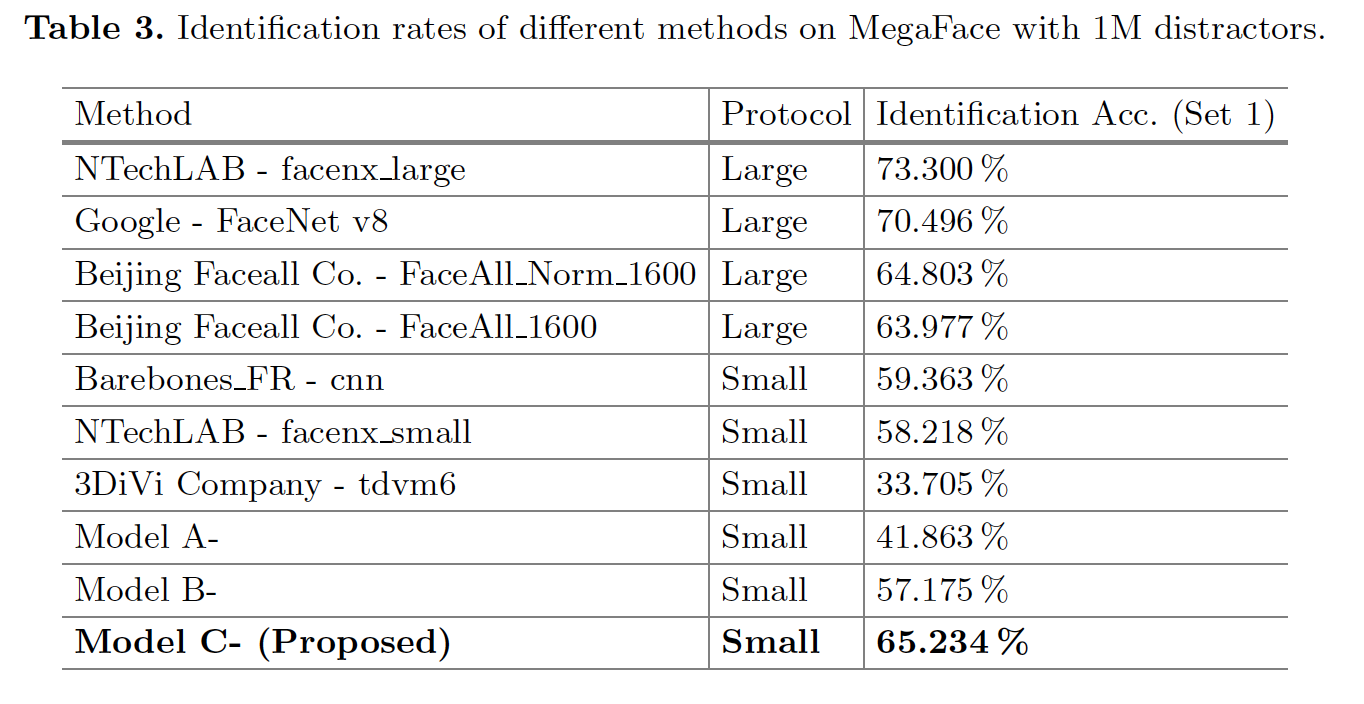 Table 3. Identification rates of different methods on MegaFace with 1M distractors.
Method Protocol Identification Acc. (Set 1)
NTechLAB - facenx_large Large 73.300 %
Google - FaceNet v8 Large 70.496 %
Beijing Faceall Co. - FaceAll_Norm_1600 Large 64.803 %
Beijing Faceall Co. - FaceAll_1600 Large 63.977 %
Barebones_FR - cnn Small 59.363 %
NTechLAB - facenx_small Small 58.218 %
3DiVi Company - tdvm6 Small 33.705 %
Model A- Small 41.863 %
Model B- Small 57.175 %
Model C- (Proposed) Small 65.234 %